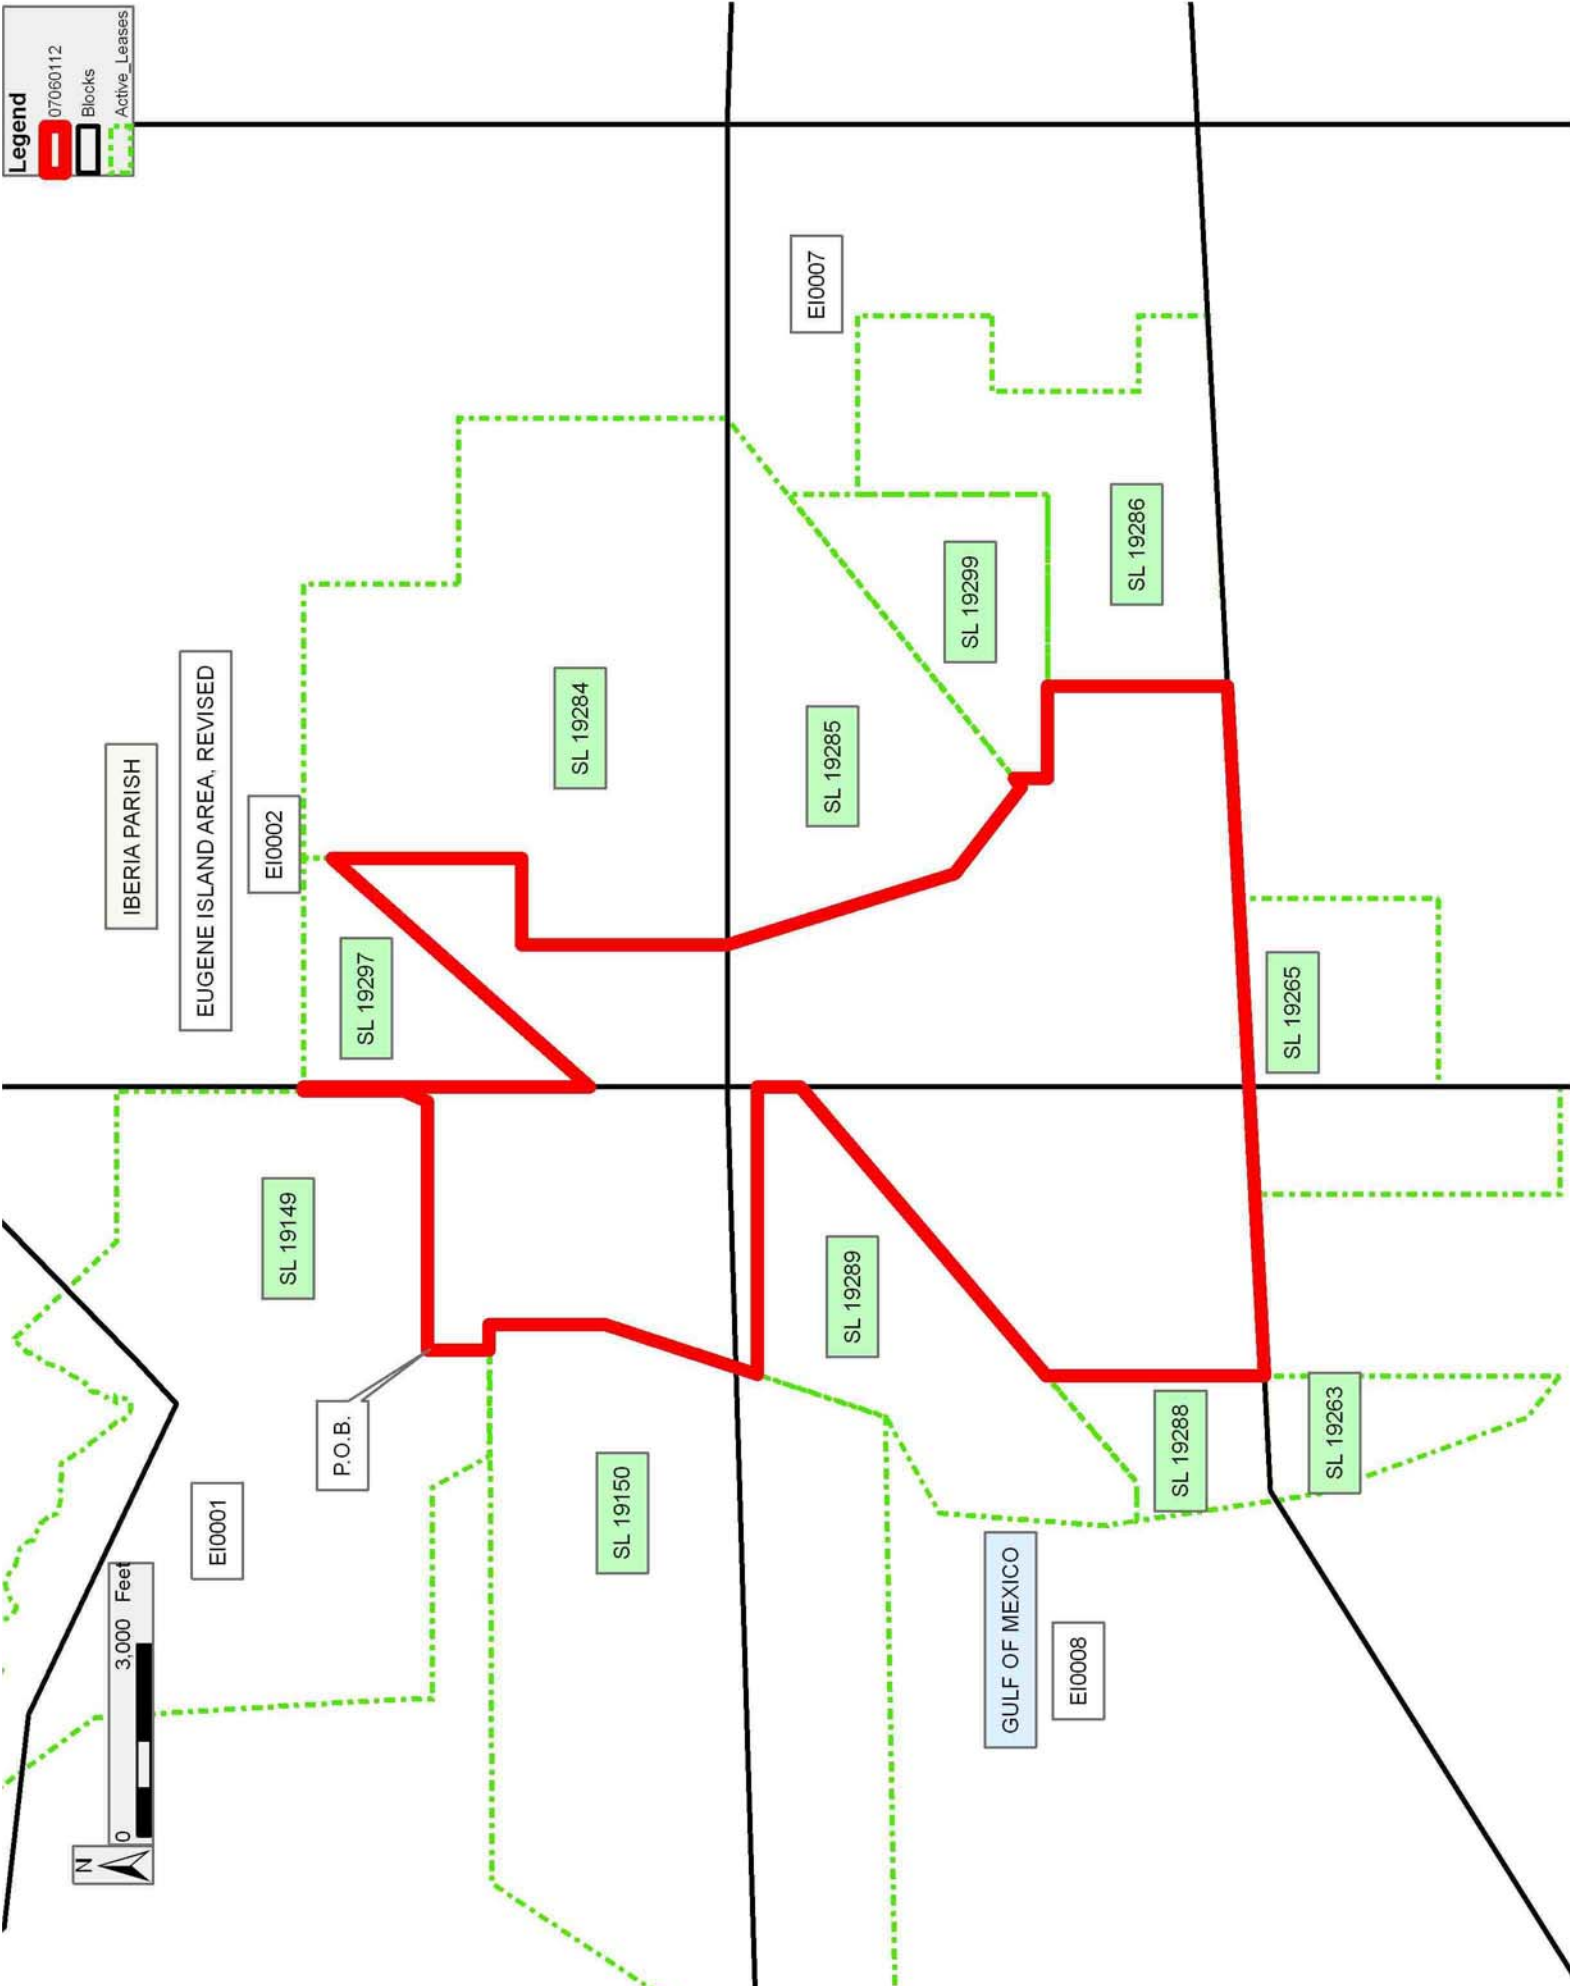 Legend
07060112
Blocks
Active_Leases
IBERIA PARISH
EUGENE ISLAND AREA, REVISED
EI0002
EI0007
SL 19284
SL 19285
SL 19299
SL 19286
SL 19297
SL 19265
SL 19149
SL 19289
P.O.B.
EI0001
SL 19150
SL 19288
SL 19263
GULF OF MEXICO
EI0008
N
0 3,000 Feet